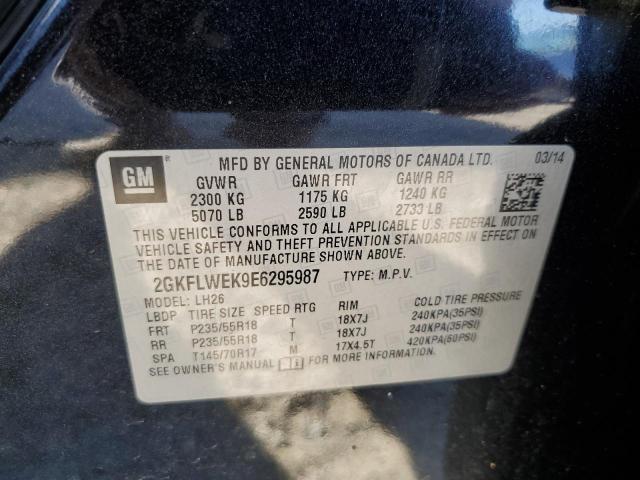 GM ® MFD BY GENERAL MOTORS OF CANADA LTD. 03/14
GVWR GAWR FRT GAWR RR
2300 KG 1175 KG 1240 KG
5070 LB 2590 LB 2733 LB
THIS VEHICLE CONFORMS TO ALL APPLICABLE U.S. FEDERAL MOTOR
VEHICLE SAFETY AND THEFT PREVENTION STANDARDS IN EFFECT ON
THE DATE OF MANUFACTURE SHOWN ABOVE.
2GKFLWEK9E6295987 TYPE: M.P.V.
MODEL: LH26
LBDP TIRE SIZE SPEED RTG RIM COLD TIRE PRESSURE
FRT P235/55R18 T 18X7J 240KPA(35PSI)
RR P235/55R18 T 18X7J 240KPA(35PSI)
SPA T145/70R17 M 17X4.5T 420KPA(60PSI)
SEE OWNER'S MANUAL FOR MORE INFORMATION.